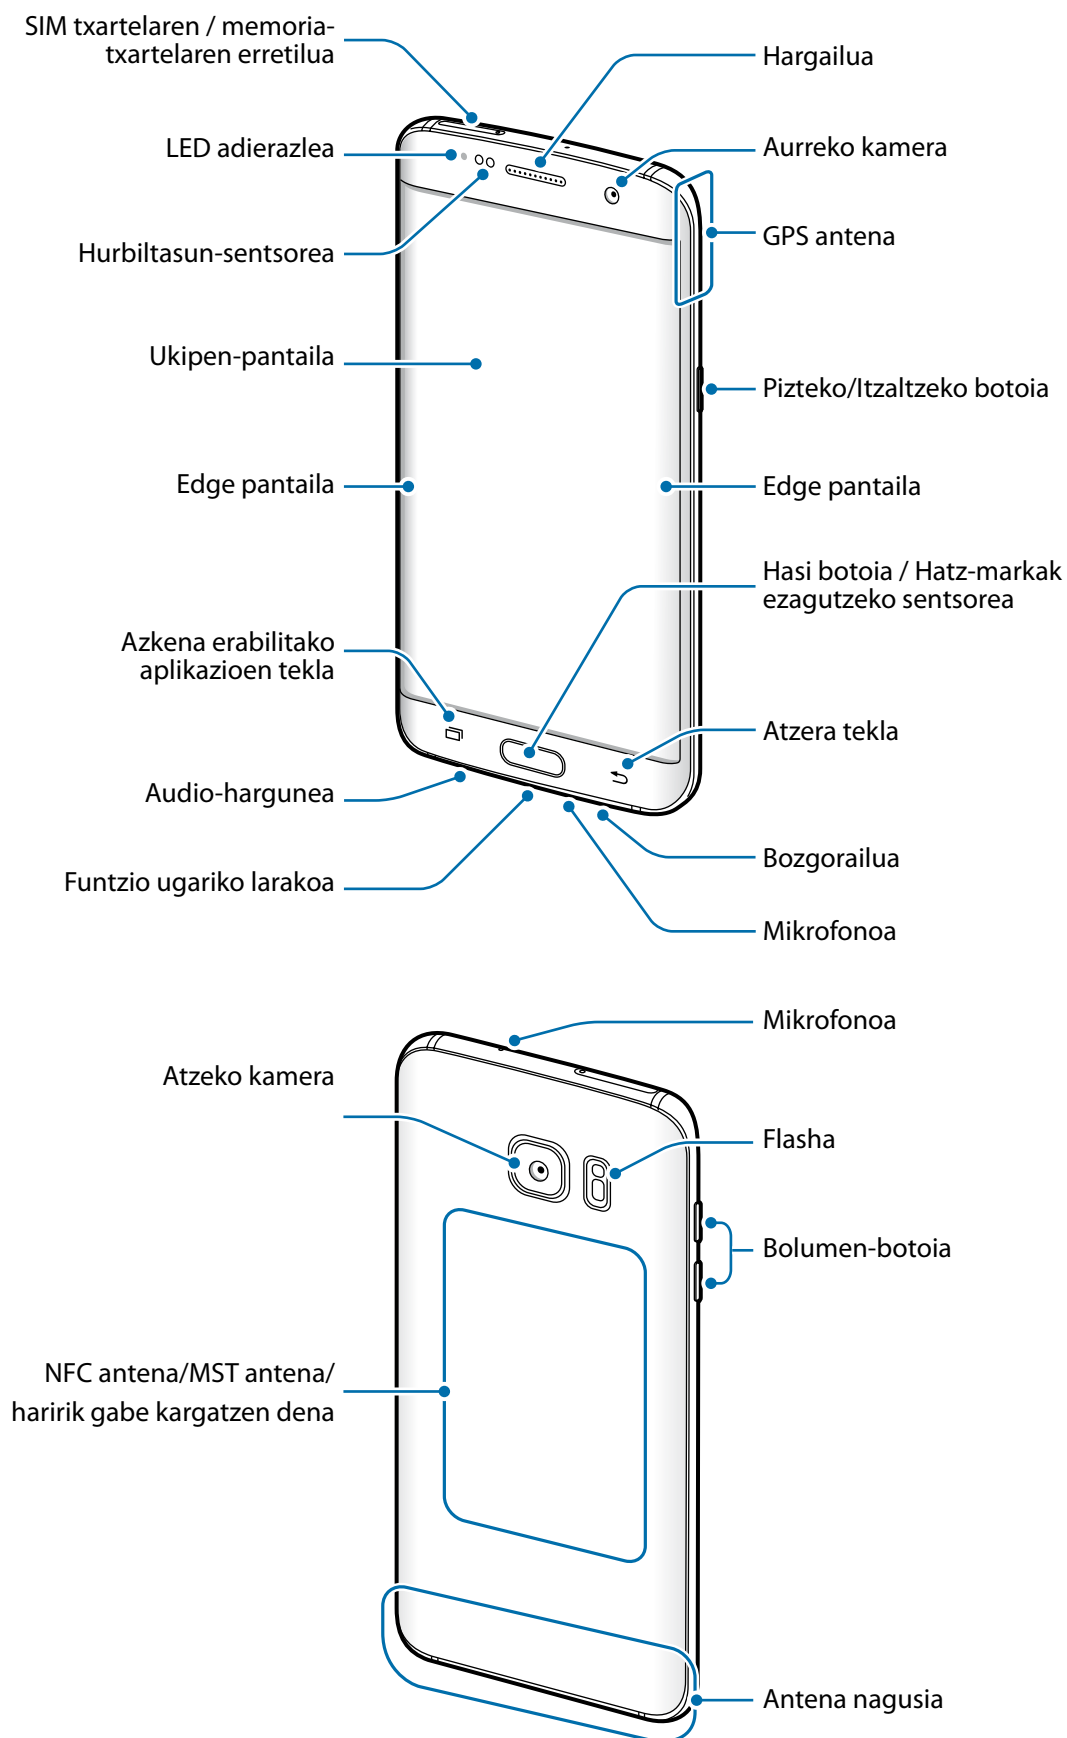 SIM txartelaren / memoria-
txartelaren erretilua
LED adierazlea
Hurbiltasun-sentsorea
Ukipen-pantaila
Edge pantaila
Azkena erabilitako
aplikazioen tekla
Audio-hargunea
Funtzio ugariko larakoa
Hargailua
Aurreko kamera
GPS antena
Pizteko/Itzaltzeko botoia
Edge pantaila
Hasi botoia / Hatz-markak
ezagutzeko sentsorea
Atzera tekla
Bozgorailua
Mikrofonoa
Atzeko kamera
NFC antena/MST antena/
haririk gabe kargatzen dena
Mikrofonoa
Flasha
Bolumen-botoia
Antena nagusia